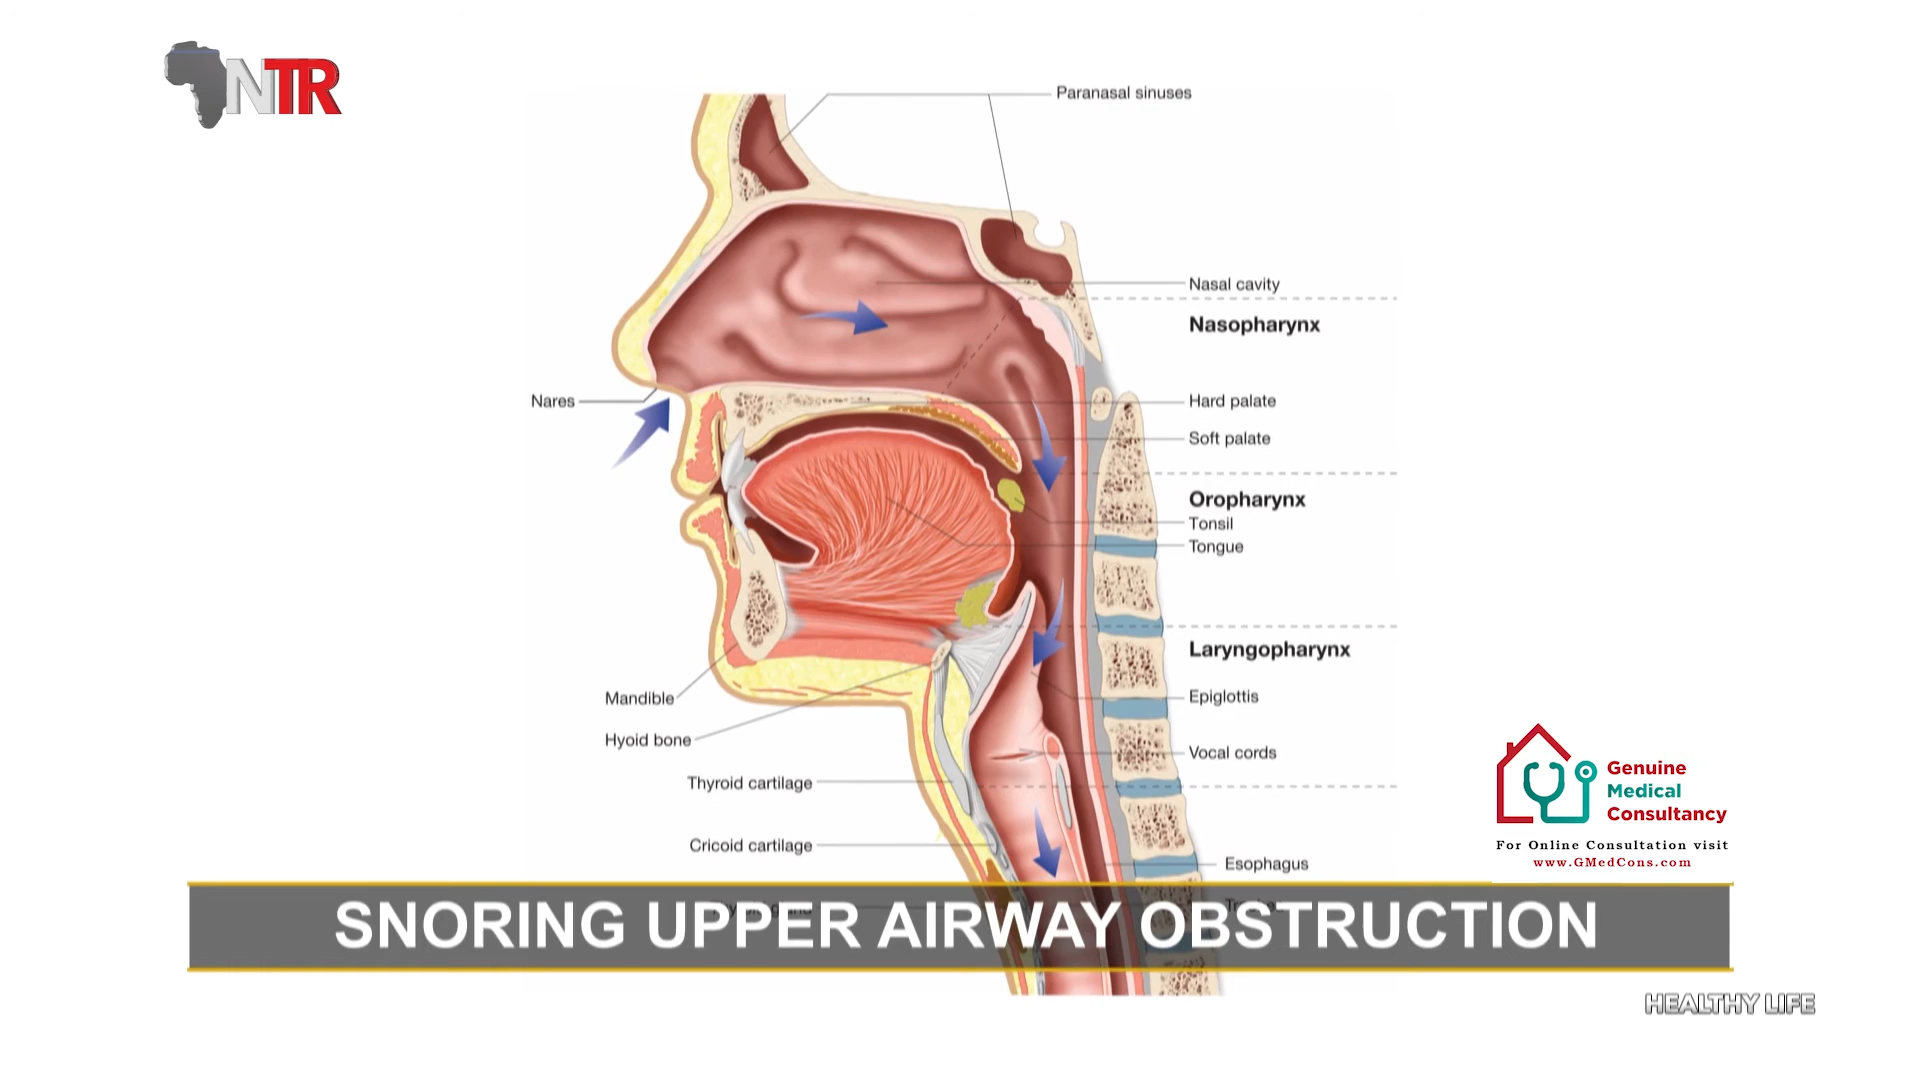 NTR
Paranasal sinuses
Nasal cavity
Nasopharynx
Nares
Hard palate
Soft palate
Oropharynx
Tonsil
Tongue
Laryngopharynx
Mandible
Epiglottis
Hyoid bone
Vocal cords
Thyroid cartilage
Cricoid cartilage
Esophagus
Genuine
Medical
Consultancy
For Online Consultation visit
www.GMedCons.com
SNORING UPPER AIRWAY OBSTRUCTION
HEALTHY LIFE